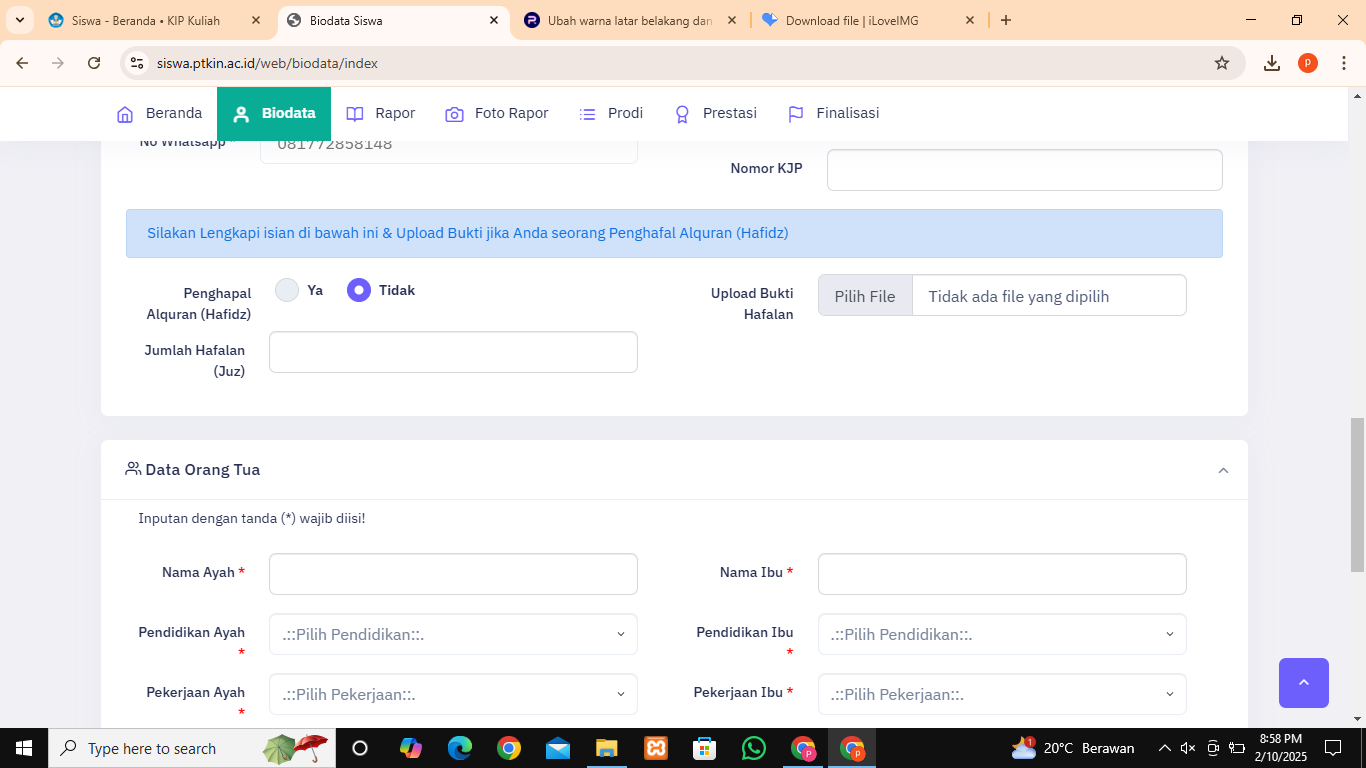 Siswa - Beranda • KIP Kuliah
Biodata Siswa
Ubah warna latar belakang dan
Download file | iLoveIMG
siswa.ptkin.ac.id/web/biodata/index
P
Beranda
Biodata
Rapor
Foto Rapor
Prodi
Prestasi
Finalisasi
No Whatsapp *
081772858148
Nomor KJP
Silakan Lengkapi isian di bawah ini & Upload Bukti jika Anda seorang Penghafal Alquran (Hafidz)
Penghapal
Alquran (Hafidz)
Ya
Tidak
Upload Bukti
Hafalan
Pilih File
Tidak ada file yang dipilih
Jumlah Hafalan
(Juz)
Data Orang Tua
Inputan dengan tanda (*) wajib diisi!
Nama Ayah *
Nama Ibu *
Pendidikan Ayah
*
.::Pilih Pendidikan::.
Pendidikan Ibu
*
.::Pilih Pendidikan::.
Pekerjaan Ayah
*
.::Pilih Pekerjaan::.
Pekerjaan Ibu *
.::Pilih Pekerjaan::.
Type here to search
1
20°C Berawan
8:58 PM
2/10/2025